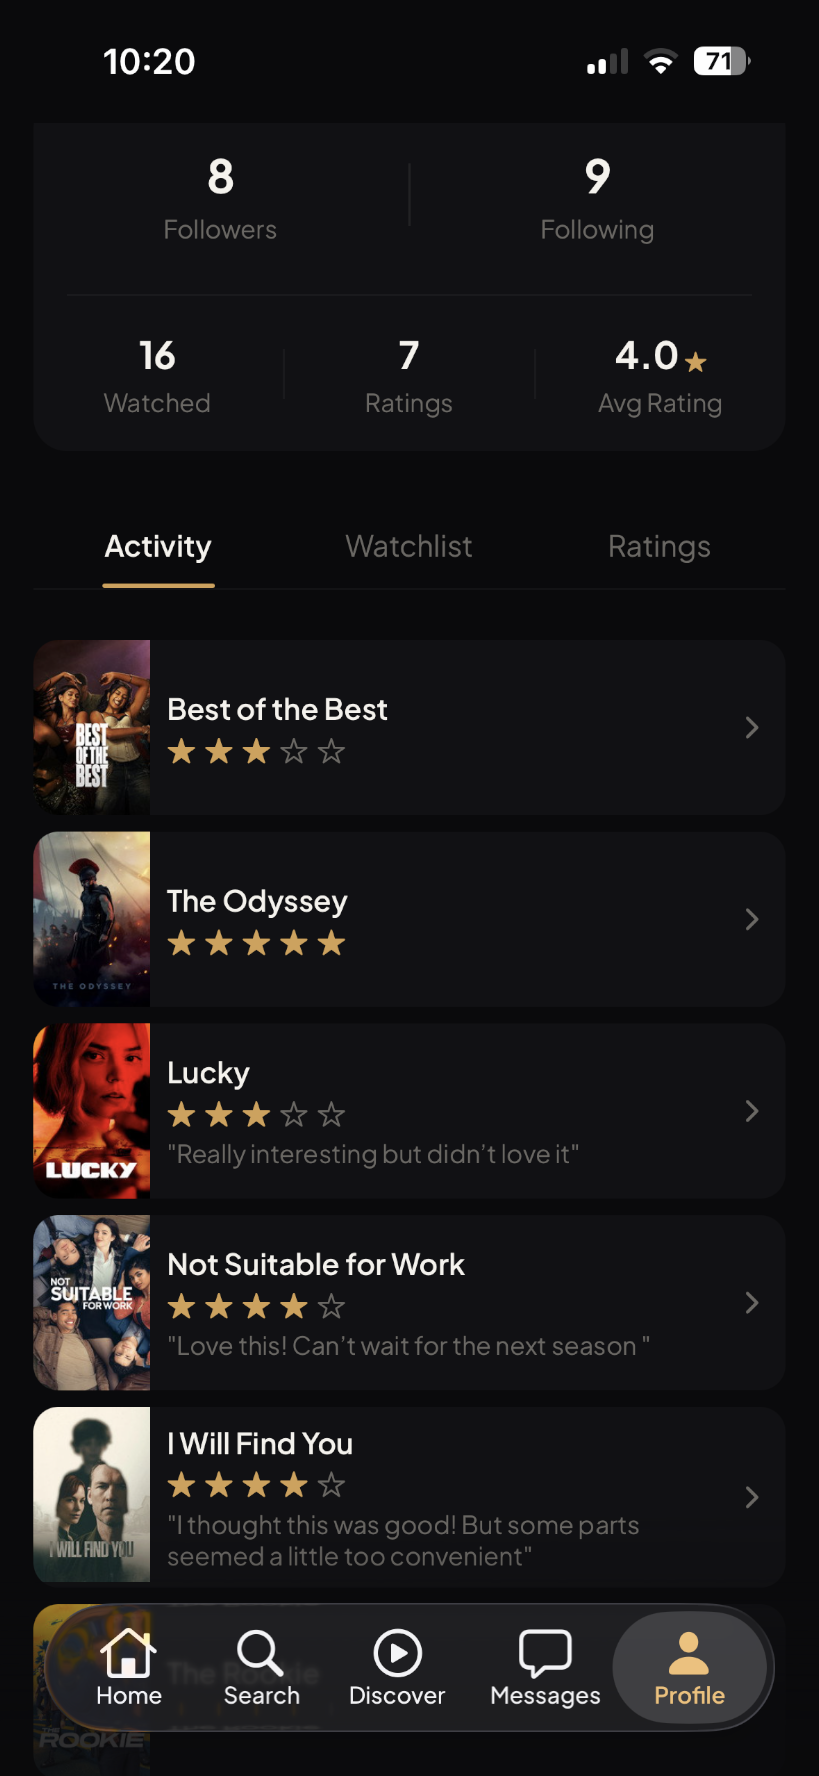 10:20
71
8
9
Followers
Following
16
7
4.0
Watched
Ratings
Avg Rating
Activity
Watchlist
Ratings
BEST
OF THE
BEST
Best of the Best
THE ODYSSEY
The Odyssey
LUCKY
Lucky
"Really interesting but didn’t love it"
NOT
SUITABLE
FOR WORK
Not Suitable for Work
"Love this! Can’t wait for the next season "
I WILL FIND YOU
I Will Find You
"I thought this was good! But some parts
seemed a little too convenient"
The Rookie
ROOKIE
Home
Search
Discover
Messages
Profile